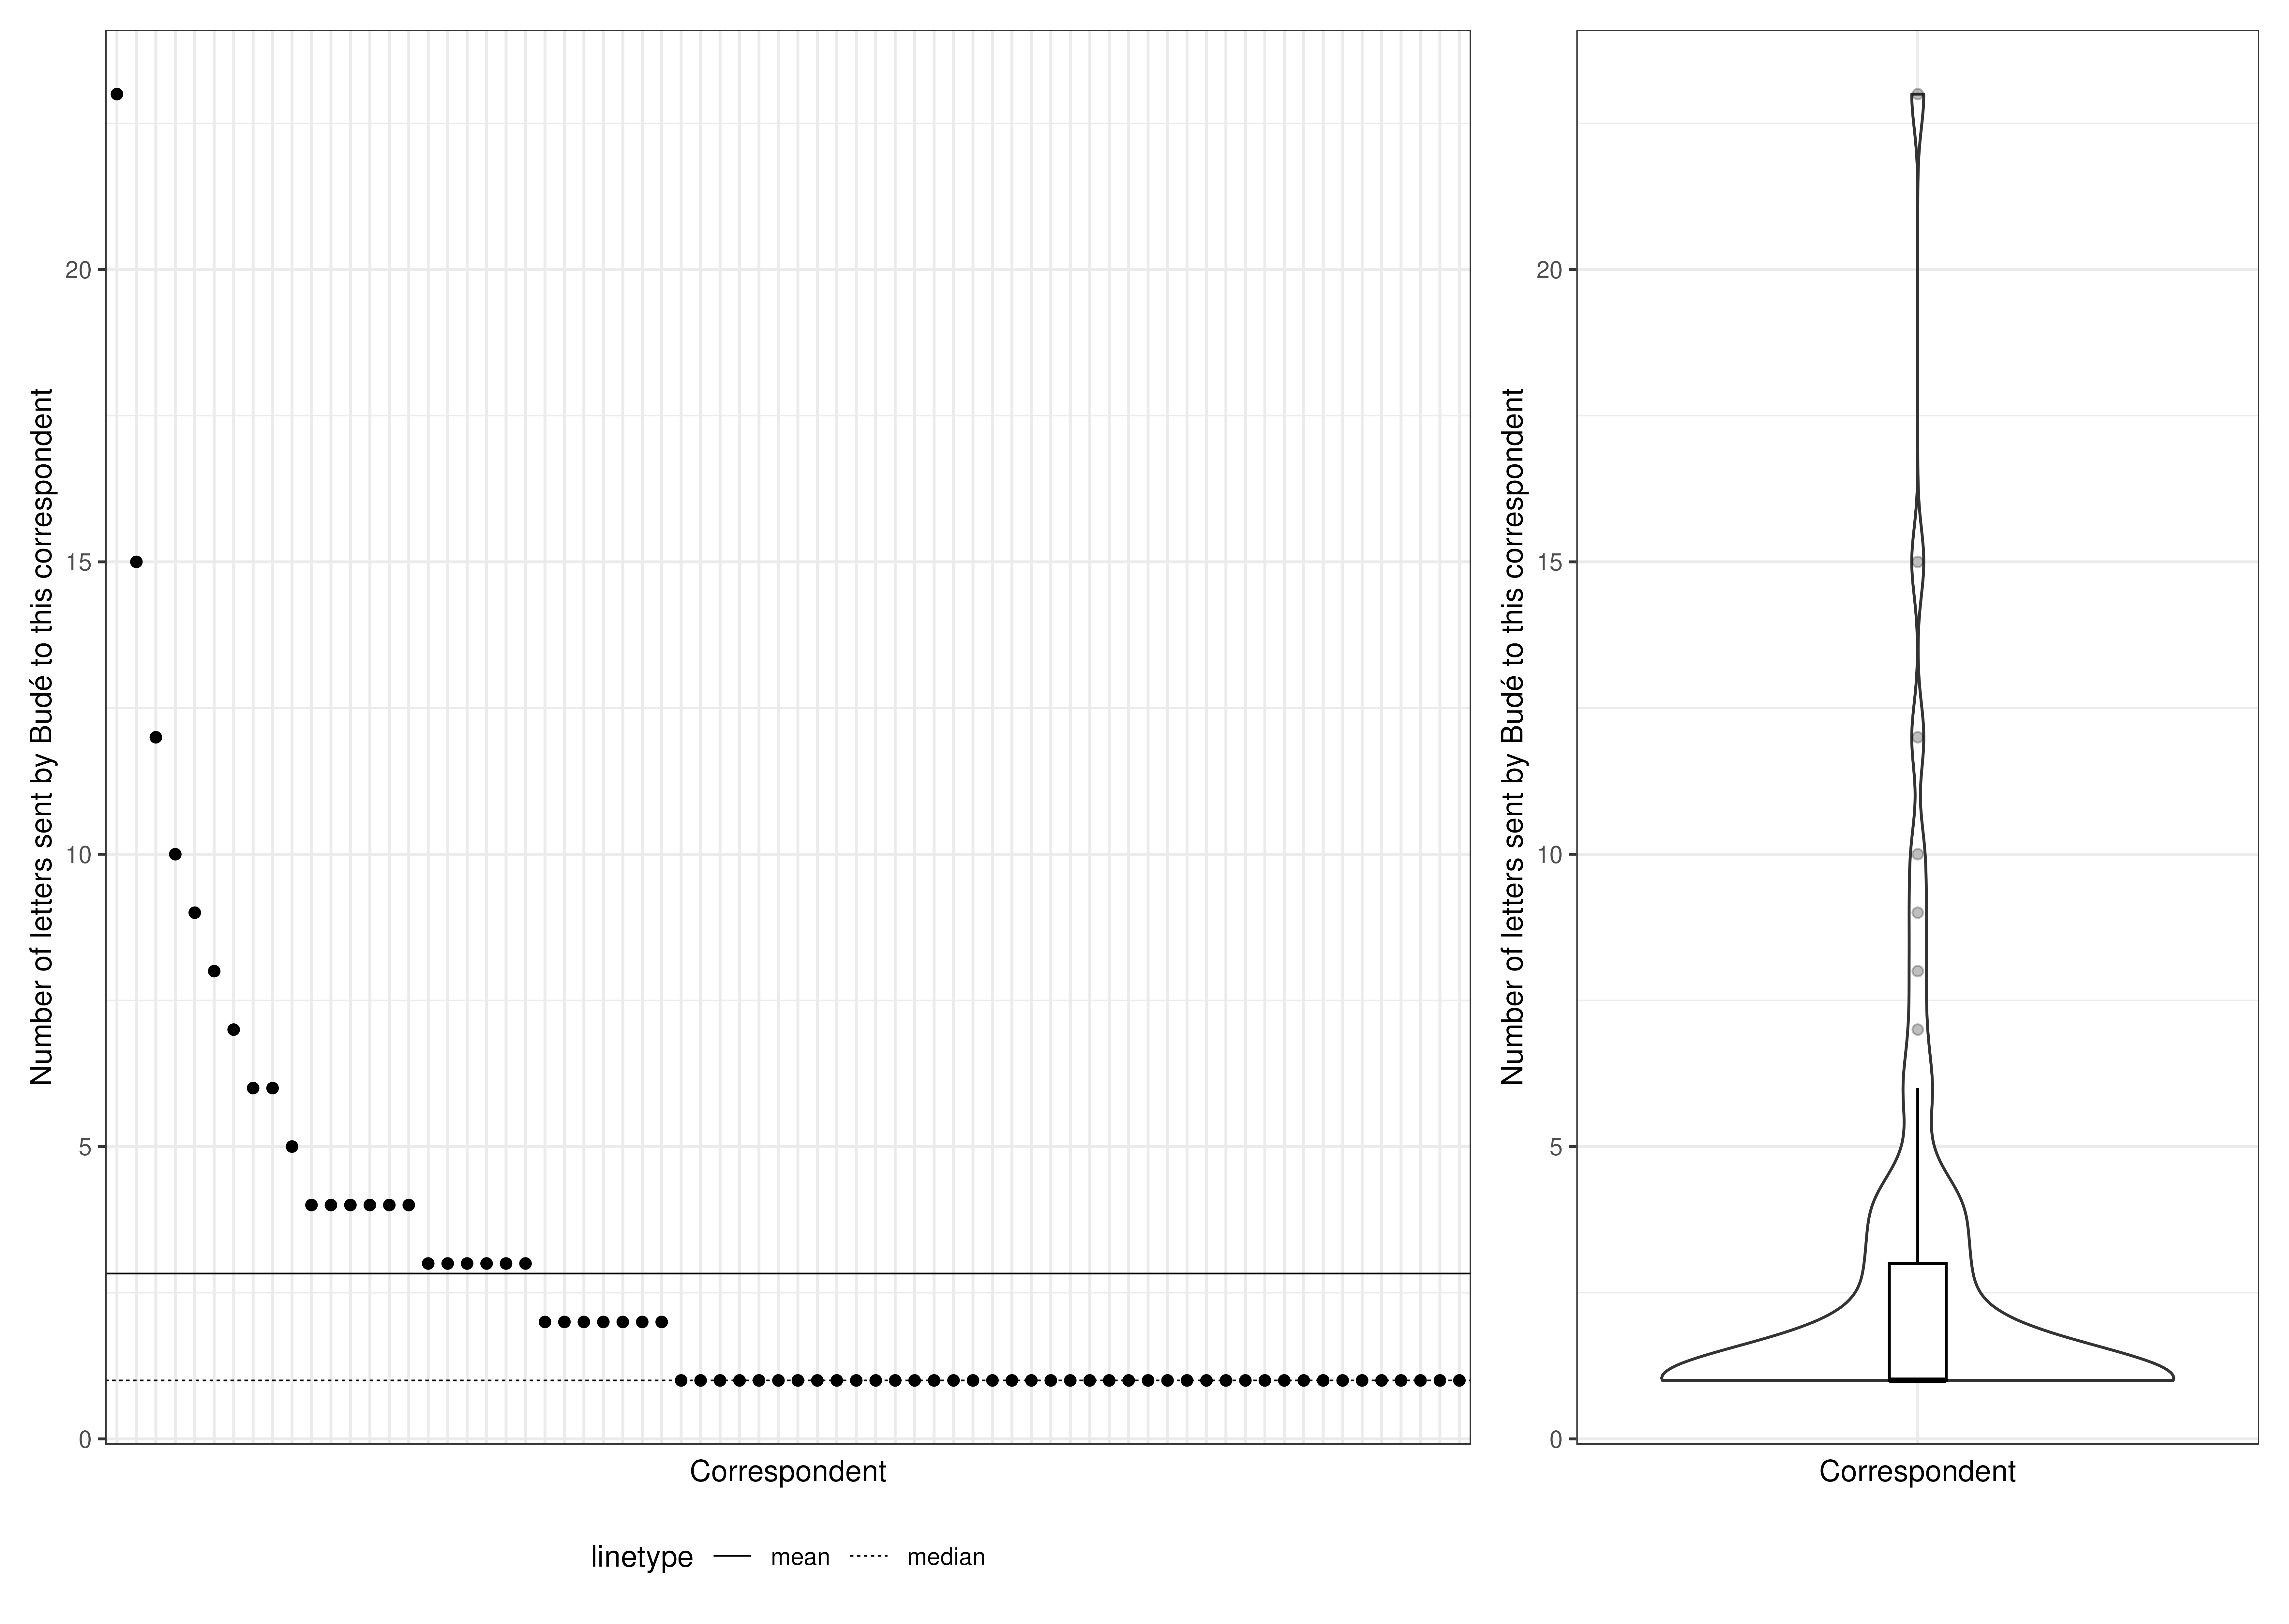 Number of letters sent by Budé to this correspondent
20
15
10
5
0
Correspondent
linetype mean median
Number of letters sent by Budé to this correspondent
20
15
10
5
0
Correspondent